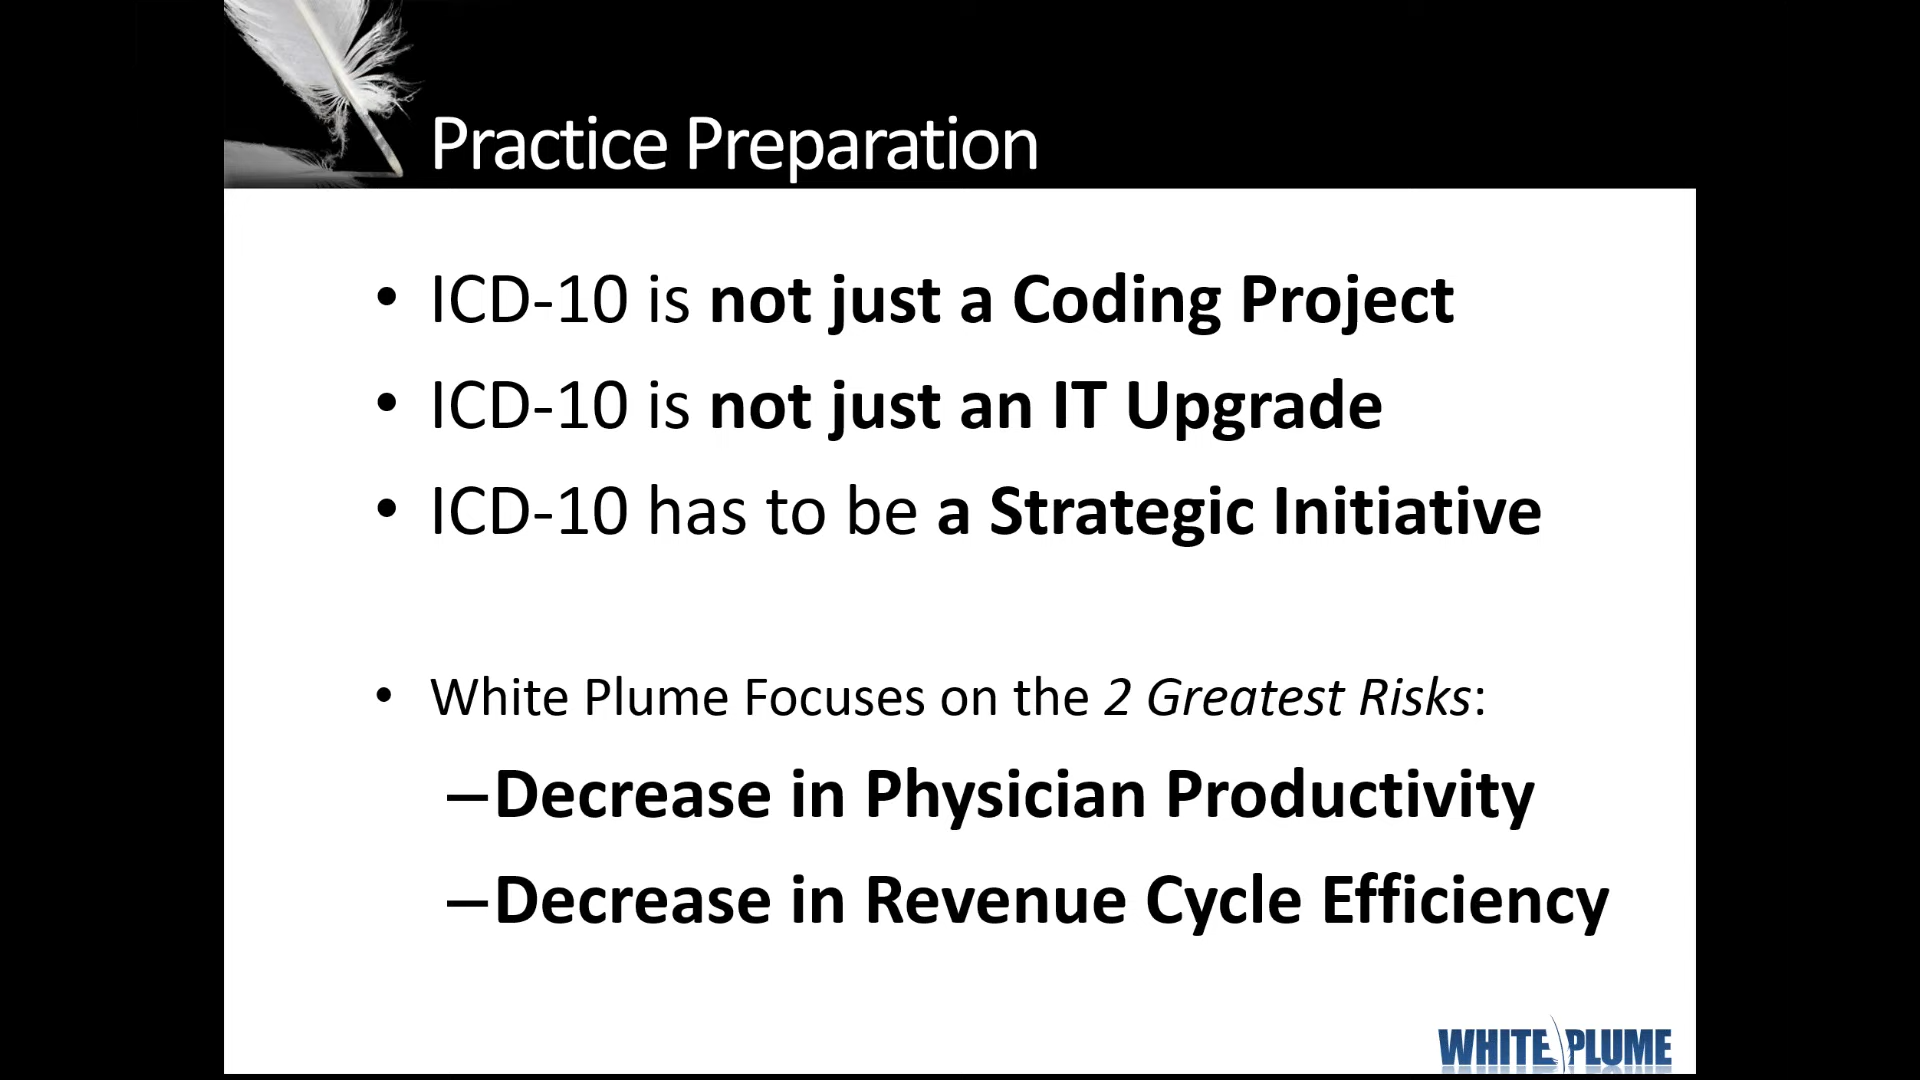 Practice Preparation
• ICD-10 is not just a Coding Project
• ICD-10 is not just an IT Upgrade
• ICD-10 has to be a Strategic Initiative
• White Plume Focuses on the 2 Greatest Risks:
–Decrease in Physician Productivity
–Decrease in Revenue Cycle Efficiency
WHITE PLUME